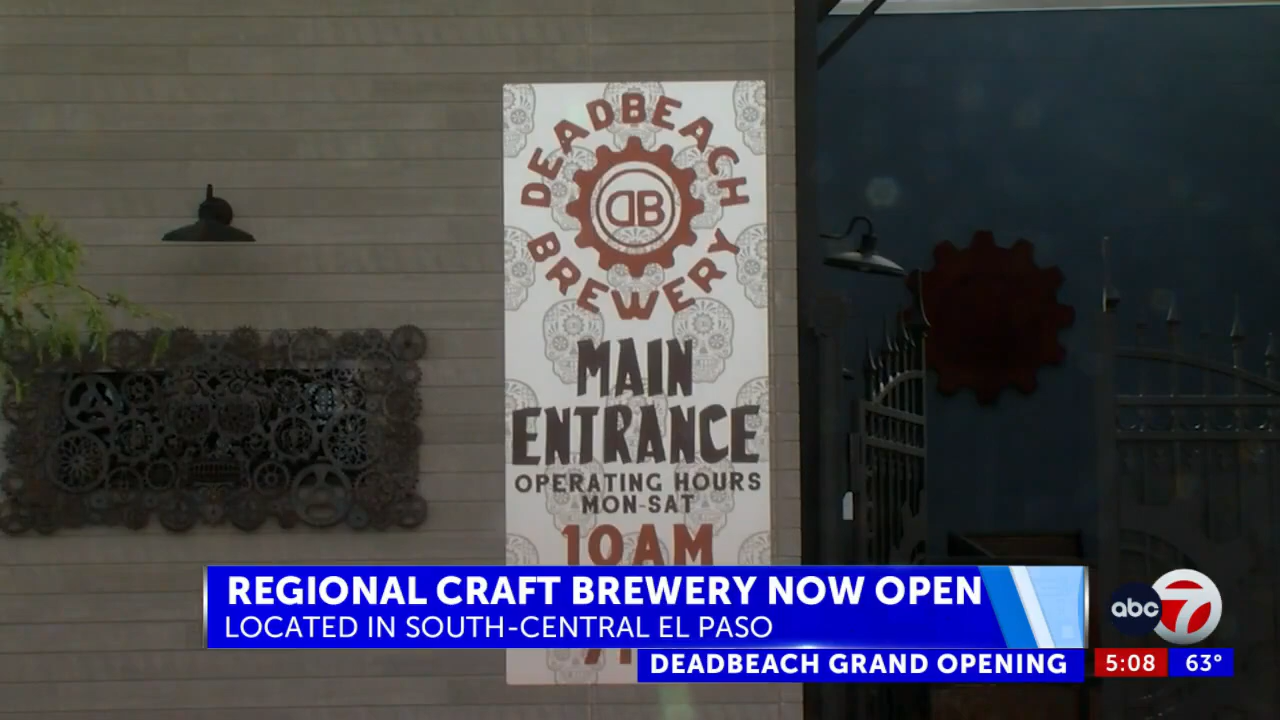 DEADBEACH
DB
BREWERY
MAIN
ENTRANCE
OPERATING HOURS
MON-SAT
10AM
REGIONAL CRAFT BREWERY NOW OPEN
LOCATED IN SOUTH-CENTRAL EL PASO
DEADBEACH GRAND OPENING
abc 7
5:08 63°